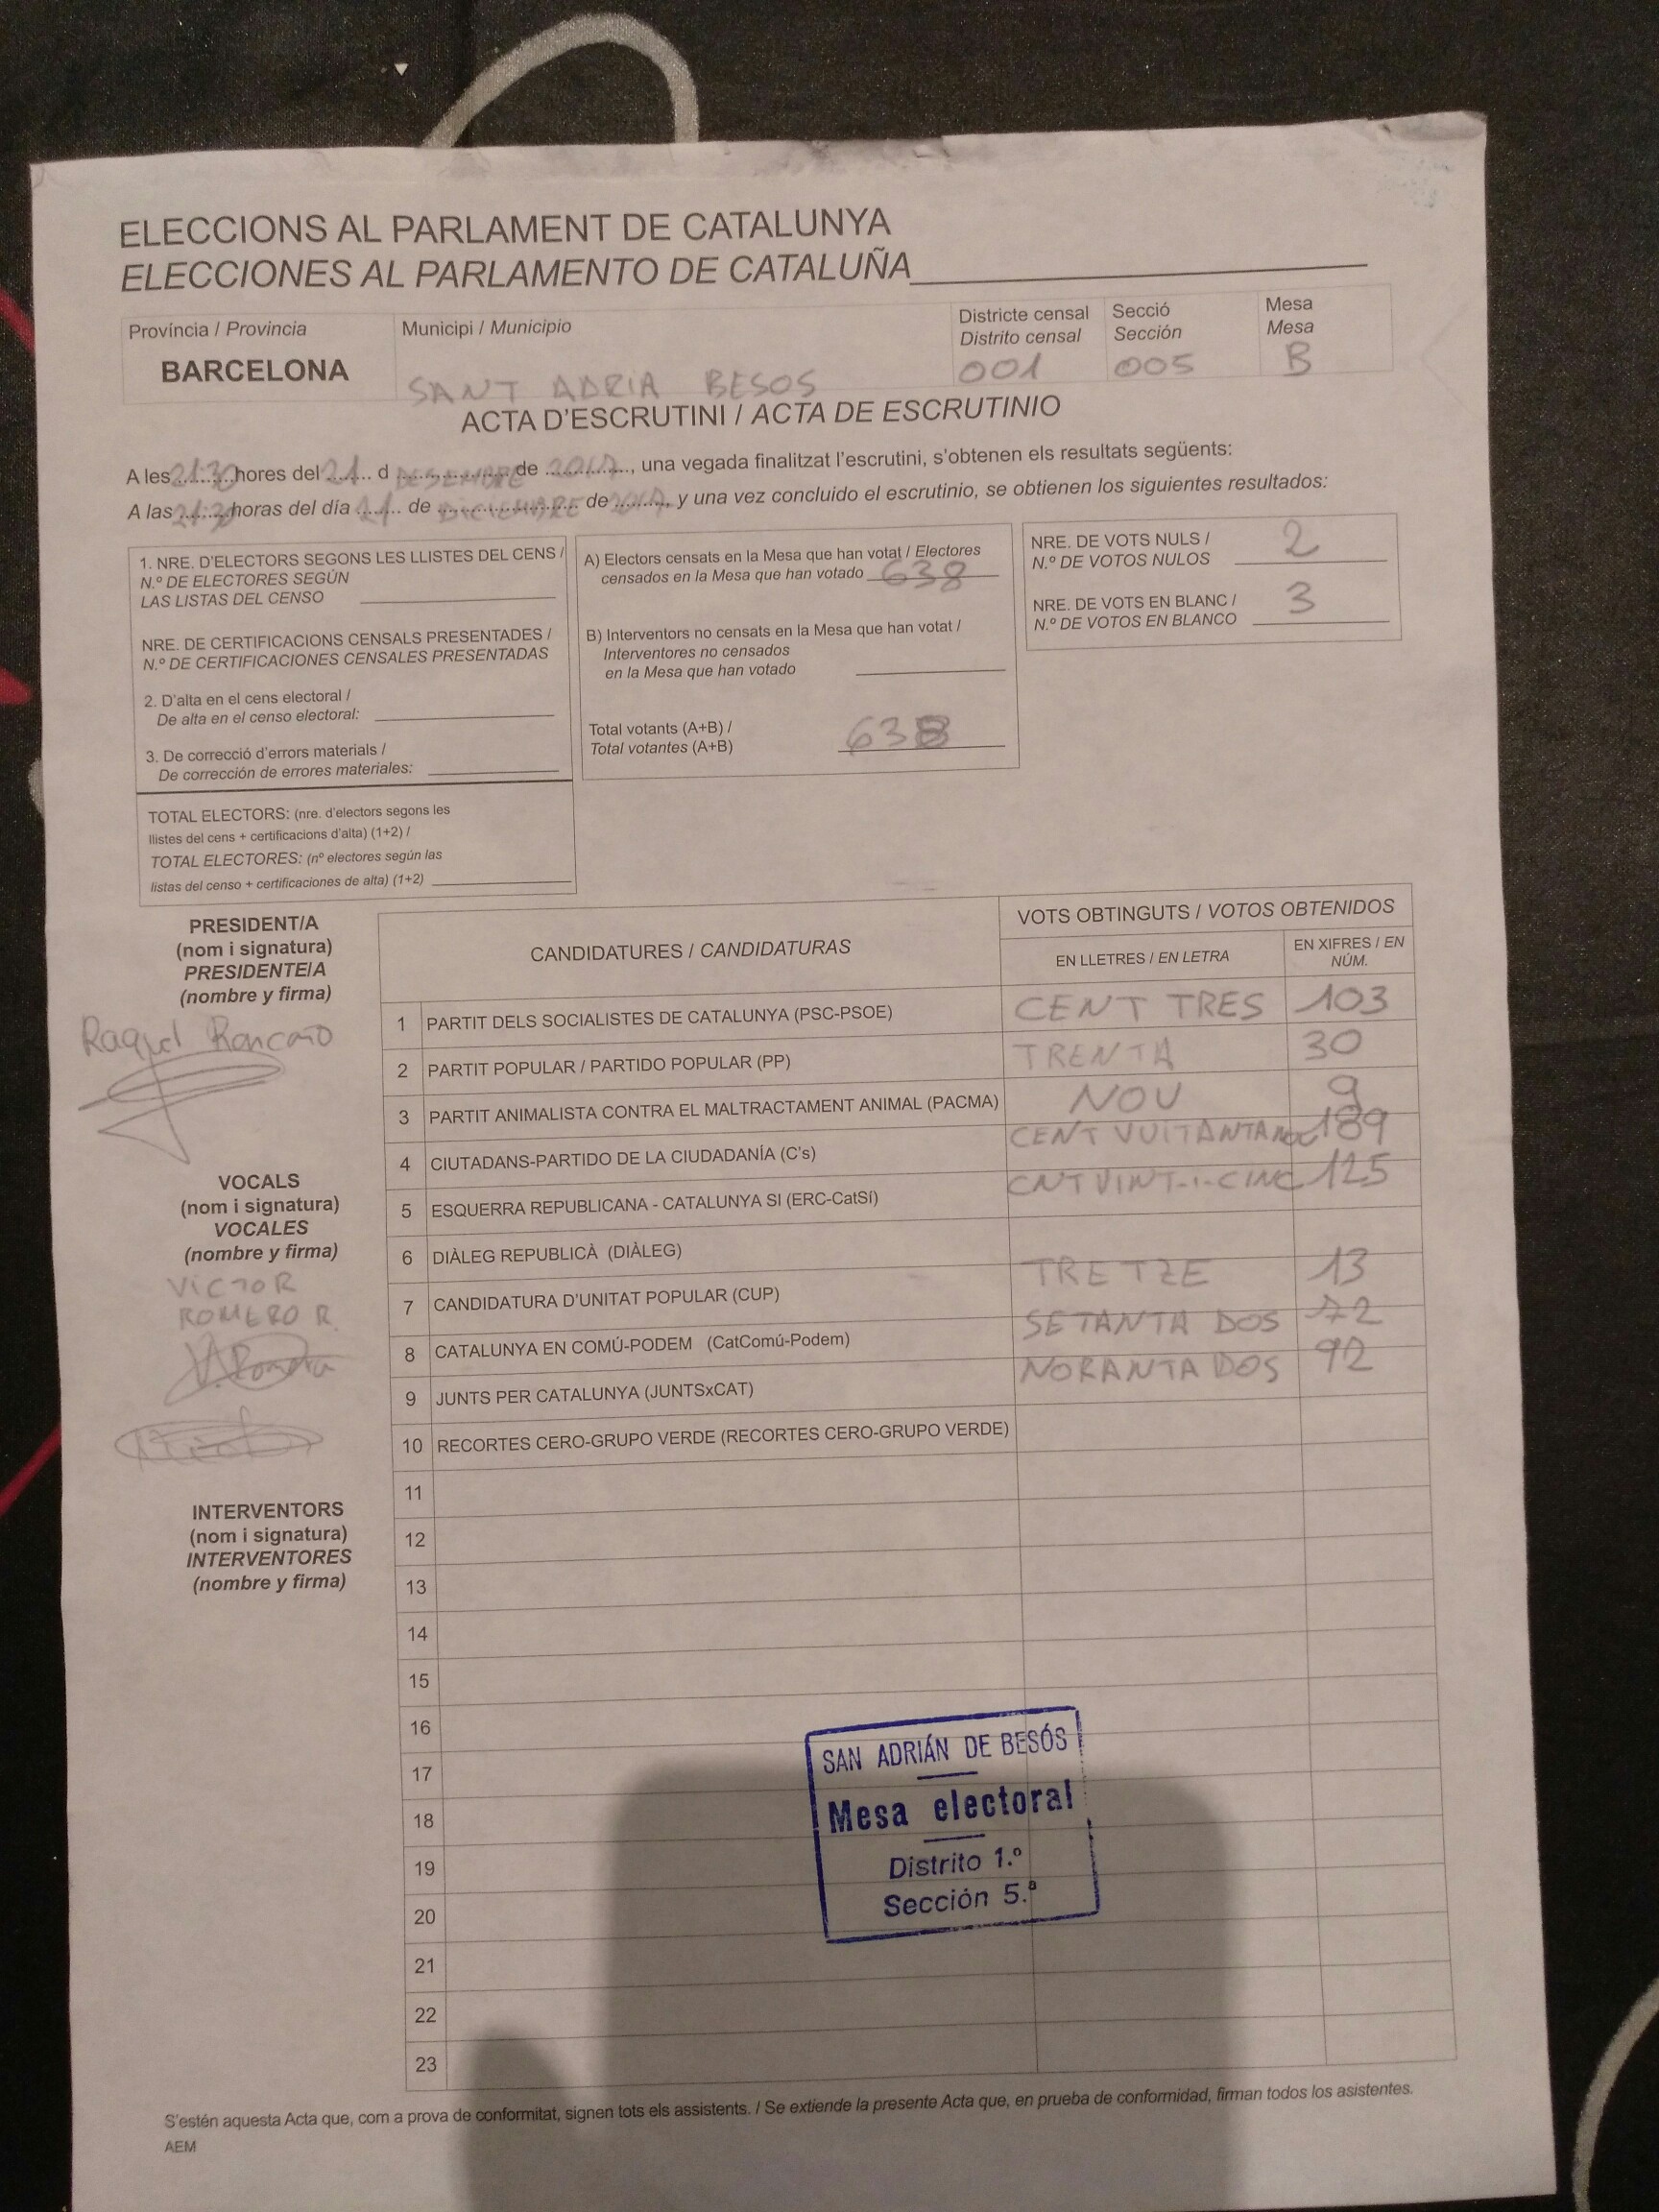 ELECCIONS AL PARLAMENT DE CATALUNYA
ELECCIONES AL PARLAMENTO DE CATALUÑA
Província / Provincia
BARCELONA
Municipi / Municipio
SANT ADRIA BESOS
Districte censal
Distrito censal
001
Secció
Sección
005
Mesa
Mesa
B
ACTA D'ESCRUTINI / ACTA DE ESCRUTINIO
A les 21:30 hores del 21 d DESEMBRE de 2017, una vegada finalitzat l'escrutini, s'obtenen els resultats següents:
A las 21:30 horas del día 21 de DICIEMBRE de 2017, y una vez concluido el escrutinio, se obtienen los siguientes resultados:
1. NRE. D'ELECTORS SEGONS LES LLISTES DEL CENS /
N.º DE ELECTORES SEGÚN
LAS LISTAS DEL CENSO
NRE. DE CERTIFICACIONS CENSALS PRESENTADES /
N.º DE CERTIFICACIONES CENSALES PRESENTADAS
2. D'alta en el cens electoral /
De alta en el censo electoral:
3. De correcció d'errors materials /
De corrección de errores materiales:
TOTAL ELECTORS: (nre. d'electors segons les
llistes del cens + certificacions d'alta) (1+2) /
TOTAL ELECTORES: (nº electores según las
listas del censo + certificaciones de alta) (1+2)
A) Electors censats en la Mesa que han votat / Electores
censados en la Mesa que han votado 638
B) Interventors no censats en la Mesa que han votat /
Interventores no censados
en la Mesa que han votado
Total votants (A+B) /
Total votantes (A+B) 638
NRE. DE VOTS NULS /
N.º DE VOTOS NULOS 2
NRE. DE VOTS EN BLANC /
N.º DE VOTOS EN BLANCO 3
PRESIDENT/A
(nom i signatura)
PRESIDENTE/A
(nombre y firma)
Raquel
VOCALS
(nom i signatura)
VOCALES
(nombre y firma)
VICTOR
ROMERO R.
INTERVENTORS
(nom i signatura)
INTERVENTORES
(nombre y firma)
CANDIDATURES / CANDIDATURAS
VOTS OBTINGUTS / VOTOS OBTENIDOS
EN LLETRES / EN LETRA
EN XIFRES / EN
NÚM.
1 PARTIT DELS SOCIALISTES DE CATALUNYA (PSC-PSOE) CENT TRES 103
2 PARTIT POPULAR / PARTIDO POPULAR (PP) TRENTA 30
3 PARTIT ANIMALISTA CONTRA EL MALTRACTAMENT ANIMAL (PACMA) NOU 9
4 CIUTADANS-PARTIDO DE LA CIUDADANÍA (C's) CENT VUITANTA NOU 189
5 ESQUERRA REPUBLICANA - CATALUNYA SI (ERC-CatSí) CNT VINT-I-CINC 125
6 DIÀLEG REPUBLICÀ (DIÀLEG)
7 CANDIDATURA D'UNITAT POPULAR (CUP) TRETZE 13
8 CATALUNYA EN COMÚ-PODEM (CatComú-Podem) SETANTA DOS 72
9 JUNTS PER CATALUNYA (JUNTSxCAT) NORANTA DOS 92
10 RECORTES CERO-GRUPO VERDE (RECORTES CERO-GRUPO VERDE)
11
12
13
14
15
16
17
18
19
20
21
22
23
SAN ADRIÁN DE BESÓS
Mesa electoral
Distrito 1.º
Sección 5.ª
S'estén aquesta Acta que, com a prova de conformitat, signen tots els assistents. / Se extiende la presente Acta que, en prueba de conformidad, firman todos los asistentes.
AEM